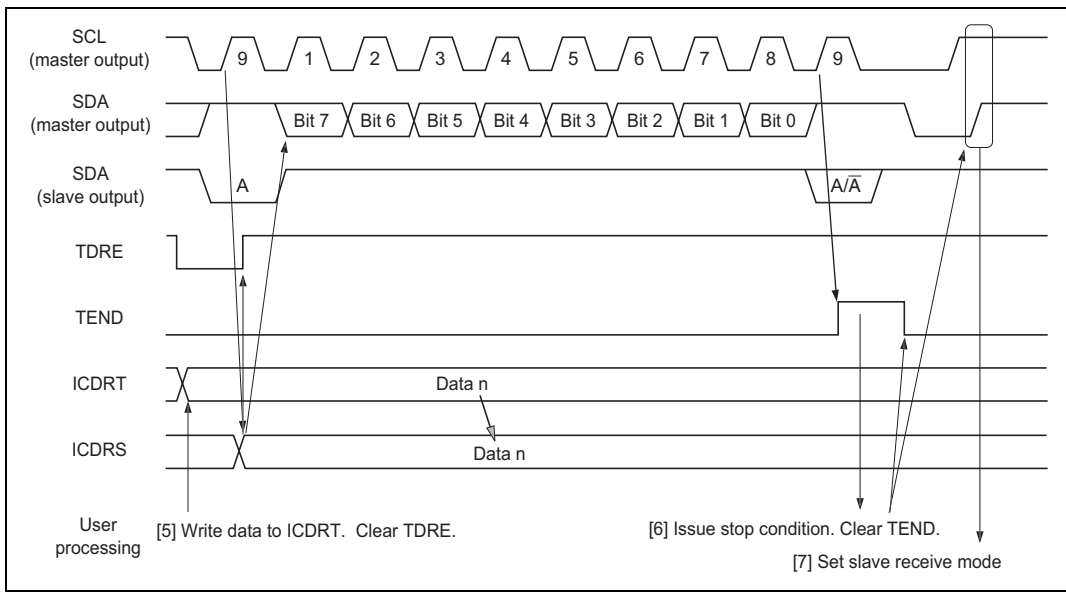 SCL
(master output)
9 1 2 3 4 5 6 7 8 9
SDA
(master output)
Bit 7 Bit 6 Bit 5 Bit 4 Bit 3 Bit 2 Bit 1 Bit 0
SDA
(slave output)
A A/A̅
TDRE
TEND
ICDRT
Data n
ICDRS
Data n
User
processing
[5] Write data to ICDRT. Clear TDRE.
[6] Issue stop condition. Clear TEND.
[7] Set slave receive mode